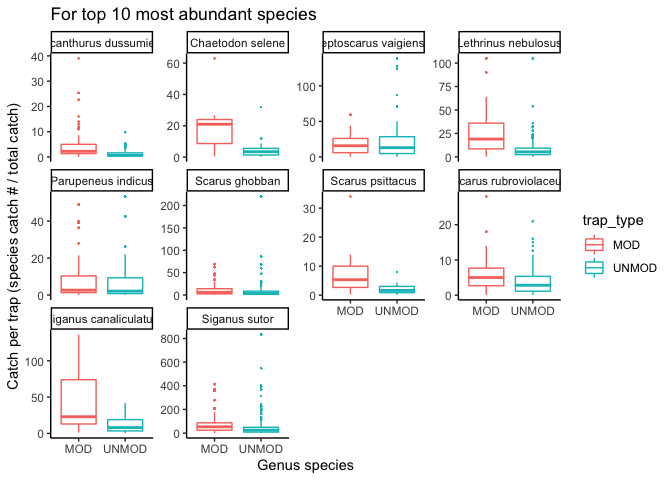 For top 10 most abundant species
canthurus dussumie
Chaetodon selene
eptoscarus vaigiens
Lethrinus nebulosus
40
30
20
10
0
60
40
20
0
100
50
0
100
75
50
25
0
Parupeneus indicus
Scarus ghobban
Scarus psittacus
carus rubroviolaceu
40
20
0
200
150
100
50
0
30
20
10
0
20
10
0
MOD UNMOD
MOD UNMOD
iganus canaliculatu
Siganus sutor
100
50
0
800
600
400
200
0
MOD UNMOD
MOD UNMOD
Genus species
Catch per trap (species catch # / total catch)
trap_type
MOD
UNMOD